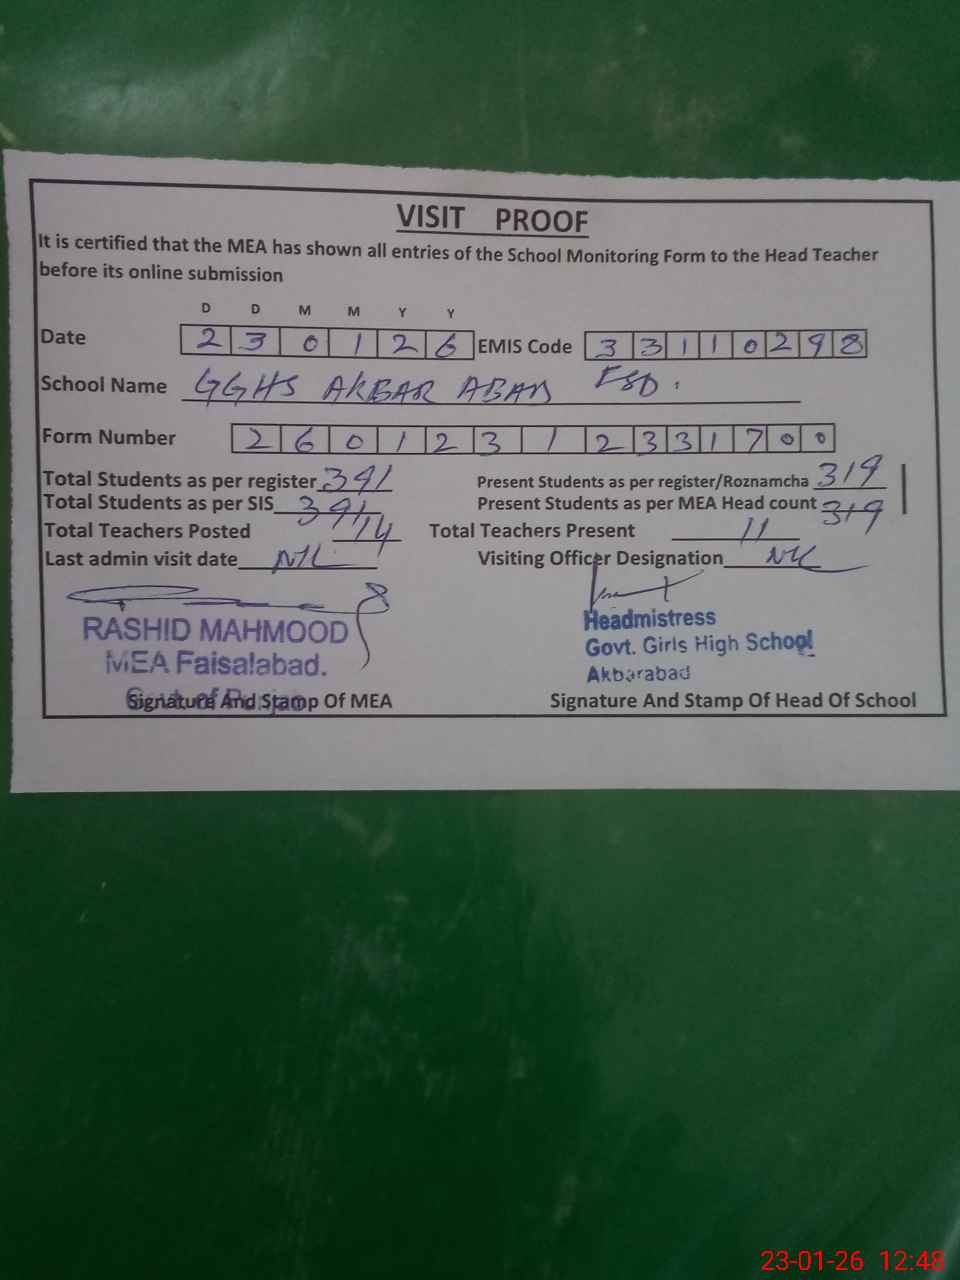 VISIT PROOF
It is certified that the MEA has shown all entries of the School Monitoring Form to the Head Teacher
before its online submission
D D M M Y Y
Date 2 3 0 1 2 6 EMIS Code 3 3 1 1 0 2 9 8
School Name GGHS AKBAR ABAD FSD.
Form Number 2 6 0 1 2 3 1 2 3 3 1 7 0 0
Total Students as per register 391 Present Students as per register/Roznamcha 319
Total Students as per SIS 391 Present Students as per MEA Head count 319
Total Teachers Posted 14 Total Teachers Present 11
Last admin visit date NIL Visiting Officer Designation NIL
RASHID MAHMOOD
MEA Faisalabad.
Govt. of Punjab
Headmistress
Govt. Girls High School
Akbarabad
Signature And Stamp Of MEA Signature And Stamp Of Head Of School
23-01-26 12:48